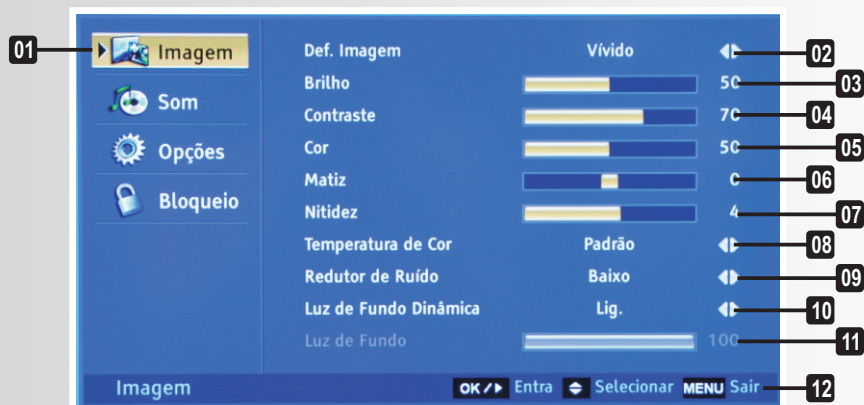 01 Imagem
Som
Opções
Bloqueio
Def. Imagem Vívido 02
Brilho 50 03
Contraste 70 04
Cor 50 05
Matiz 0 06
Nitidez 4 07
Temperatura de Cor Padrão 08
Redutor de Ruído Baixo 09
Luz de Fundo Dinâmica Lig. 10
Luz de Fundo 100 11
Imagem OK/▶ Entra Selecionar MENU Sair 12